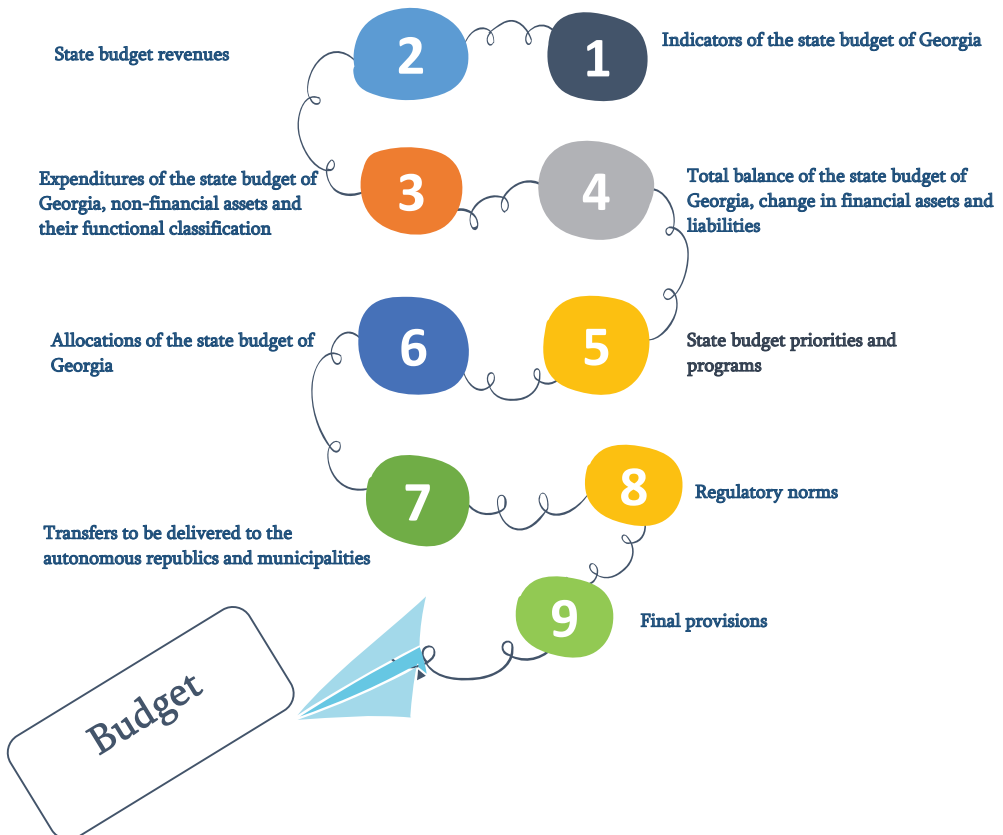 1
Indicators of the state budget of Georgia
2
State budget revenues
3
Expenditures of the state budget of
Georgia, non-financial assets and
their functional classification
4
Total balance of the state budget of
Georgia, change in financial assets and
liabilities
5
State budget priorities and
programs
6
Allocations of the state budget of
Georgia
7
Transfers to be delivered to the
autonomous republics and municipalities
8
Regulatory norms
9
Final provisions
Budget